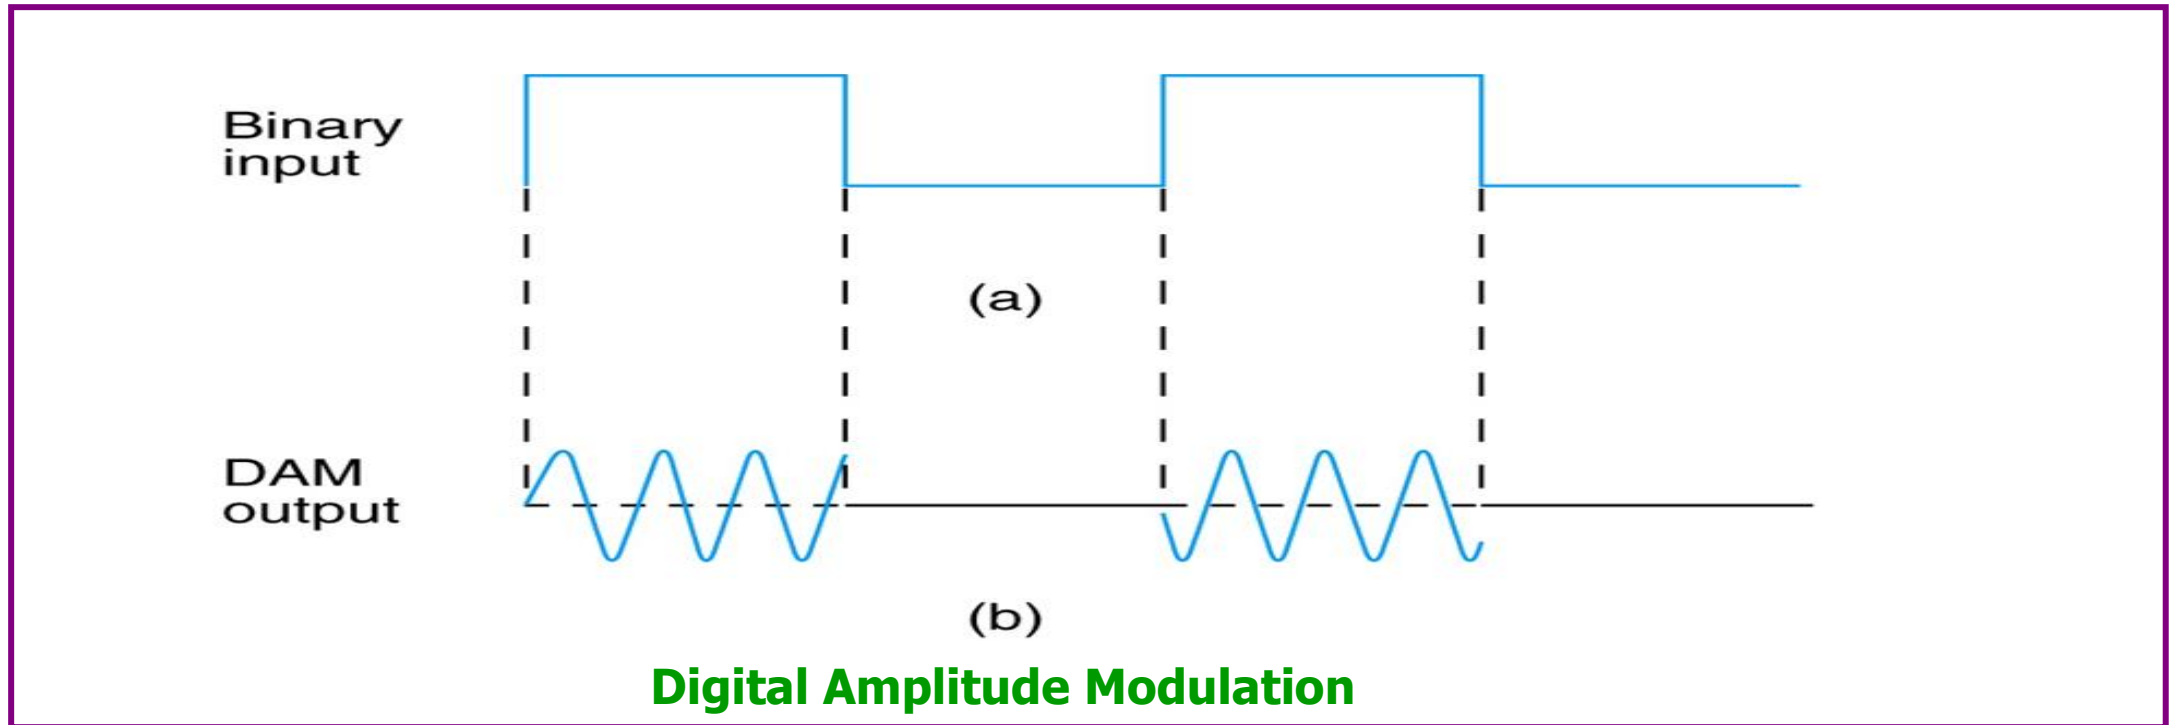 Binary
input
(a)
DAM
output
(b)
Digital Amplitude Modulation